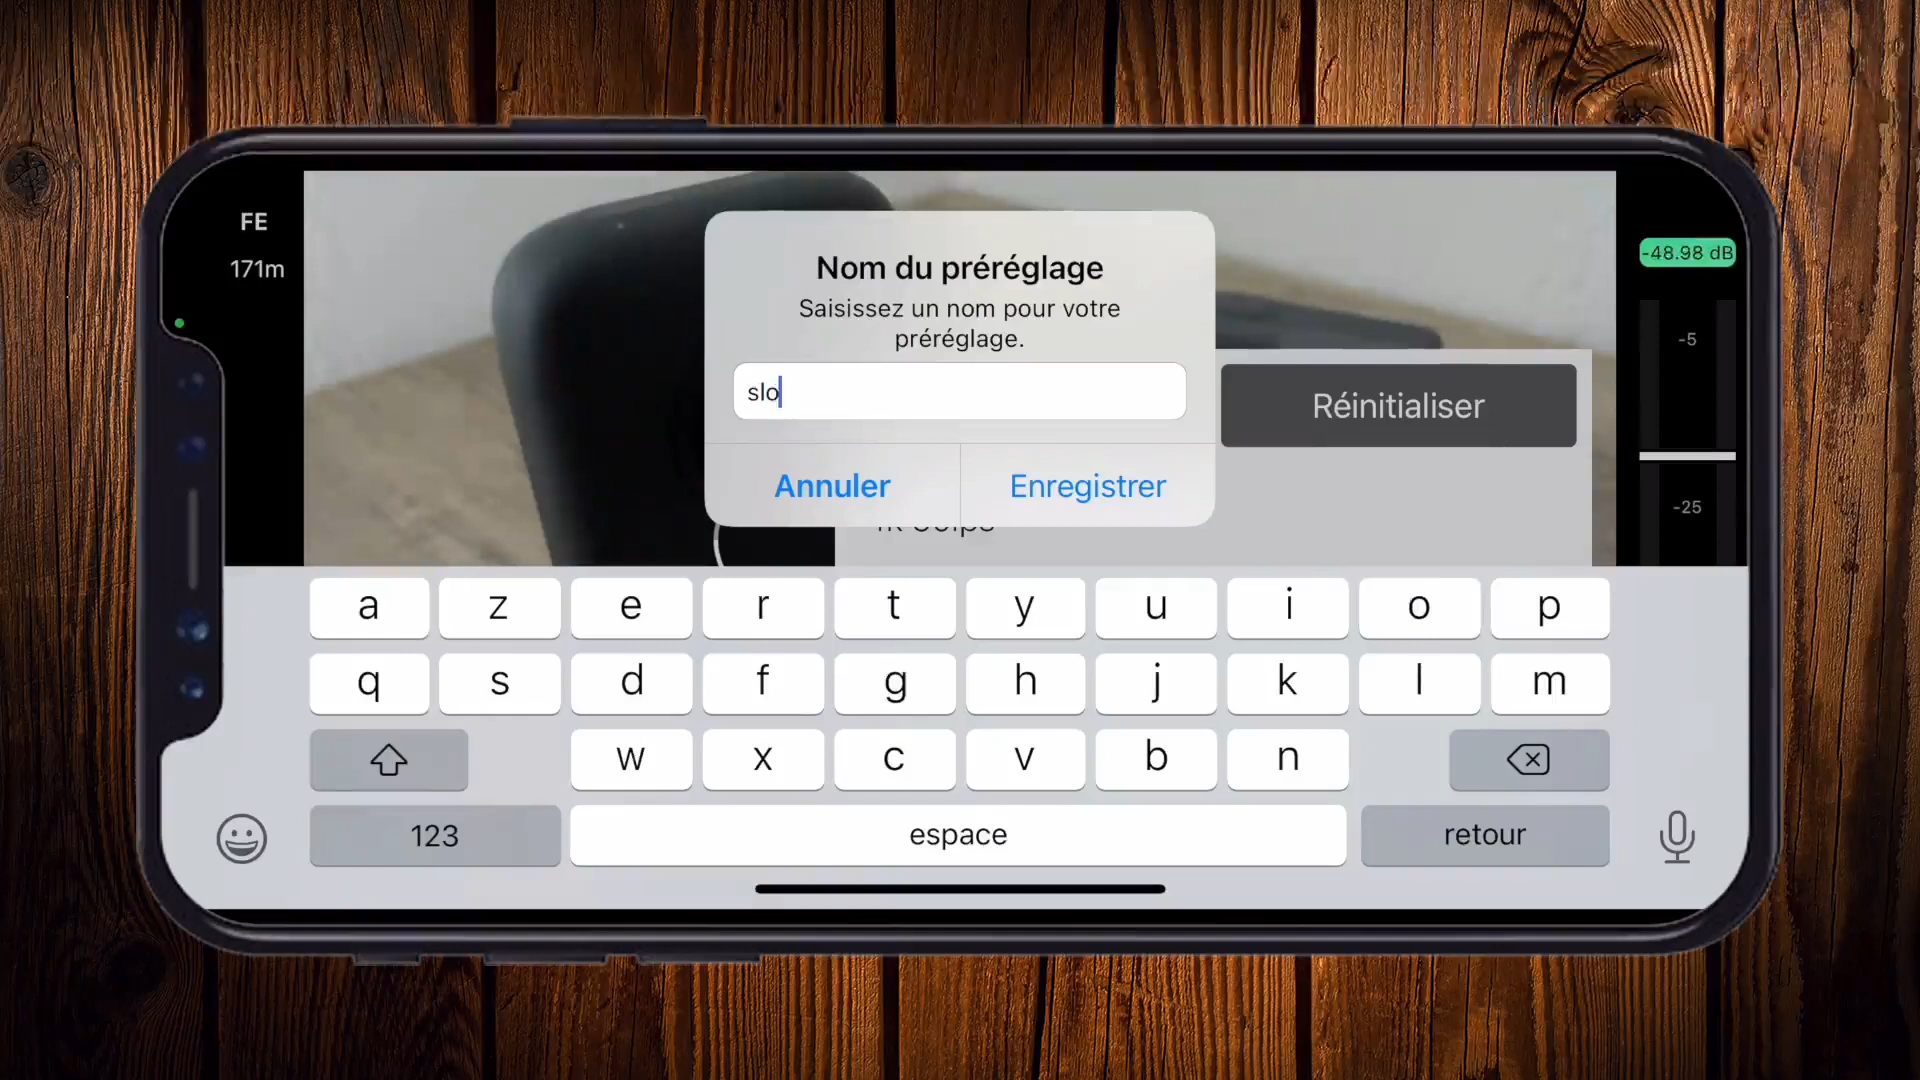 FE
171m
Nom du préréglage
Saisissez un nom pour votre
préréglage.
slo
Annuler
Enregistrer
Réinitialiser
-48.98 dB
-5
-25
a z e r t y u i o p
q s d f g h j k l m
w x c v b n
123
espace
retour